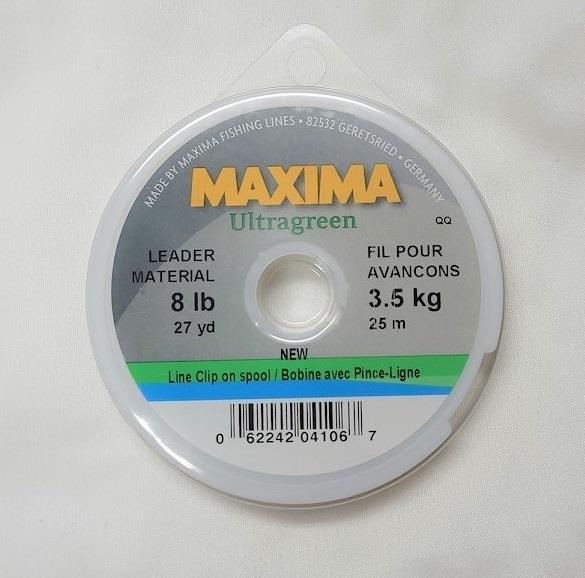 MADE BY MAXIMA FISHING LINES • 82532 GERETSRIED • GERMANY
MAXIMA
Ultragreen
QQ
LEADER
MATERIAL
8 lb
27 yd
FIL POUR
AVANCONS
3.5 kg
25 m
NEW
Line Clip on spool / Bobine avec Pince-Ligne
0 62242 04106 7